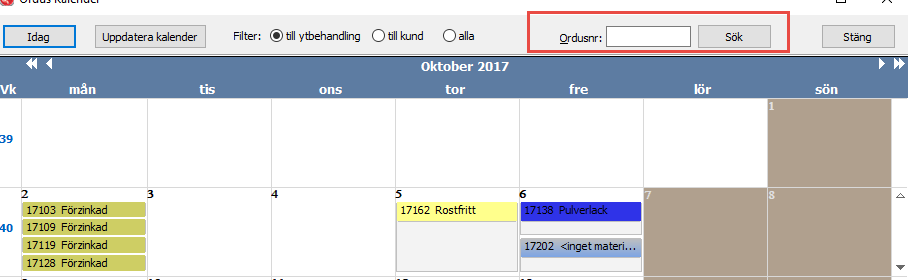 Ordus Kalender
Idag Uppdatera kalender Filter: till ytbehandling till kund alla Ordusnr: Sök Stäng
Oktober 2017
Vk mån tis ons tor fre lör sön
1
39
2 3 4 5 6 7 8
17103 Förzinkad 17162 Rostfritt 17138 Pulverlack
17109 Förzinkad
40
17119 Förzinkad 17202 <inget materi...
17128 Förzinkad